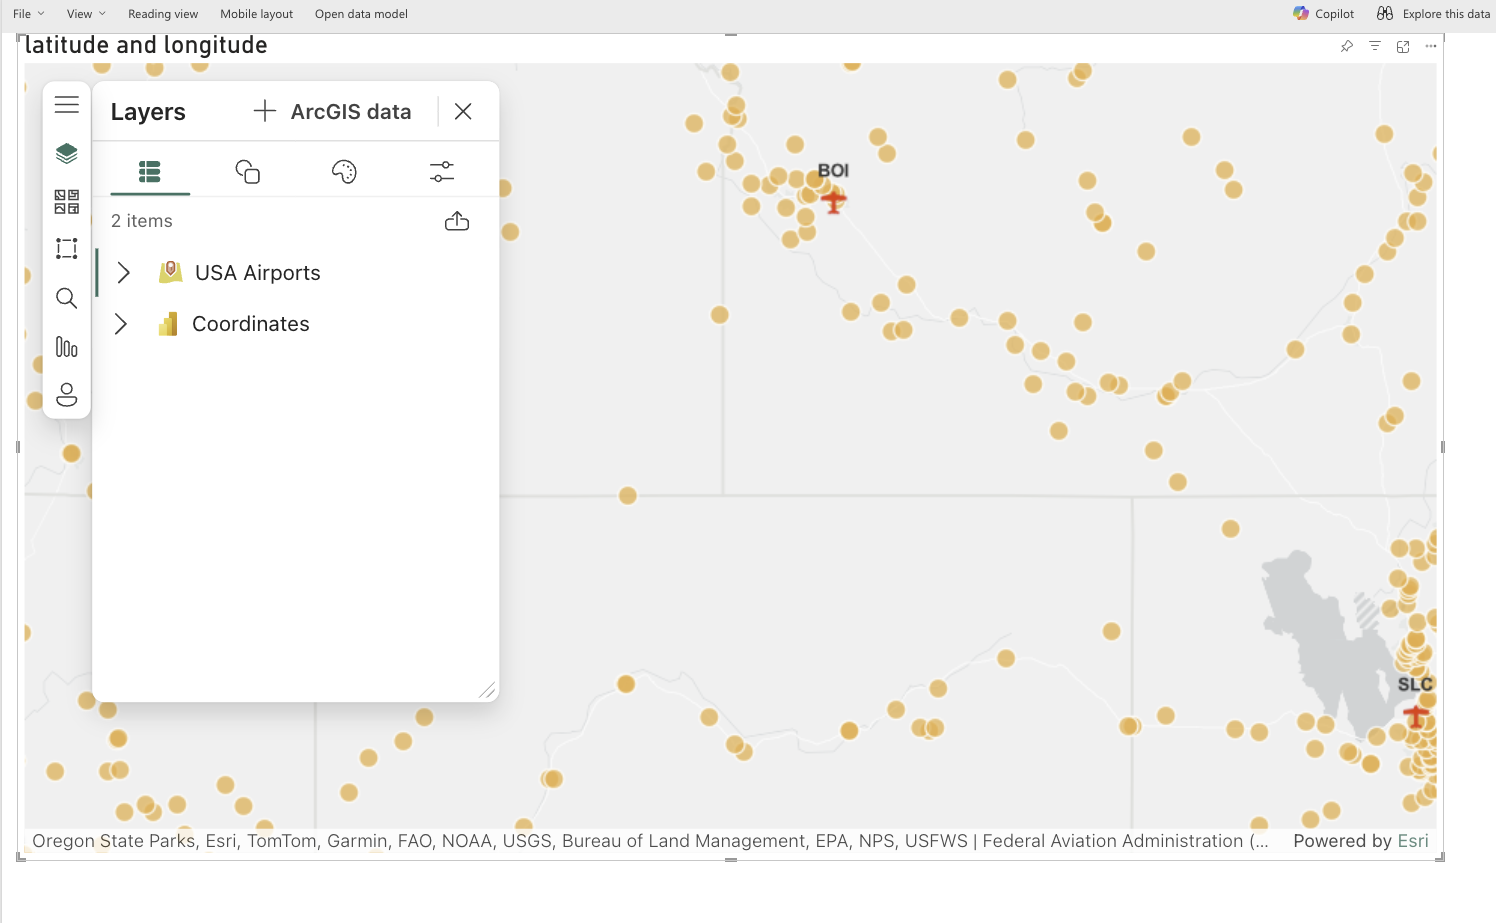 File View Reading view Mobile layout Open data model Copilot Explore this data
latitude and longitude
Layers + ArcGIS data
2 items
USA Airports
Coordinates
BOI
SLC
Oregon State Parks, Esri, TomTom, Garmin, FAO, NOAA, USGS, Bureau of Land Management, EPA, NPS, USFWS | Federal Aviation Administration (... Powered by Esri